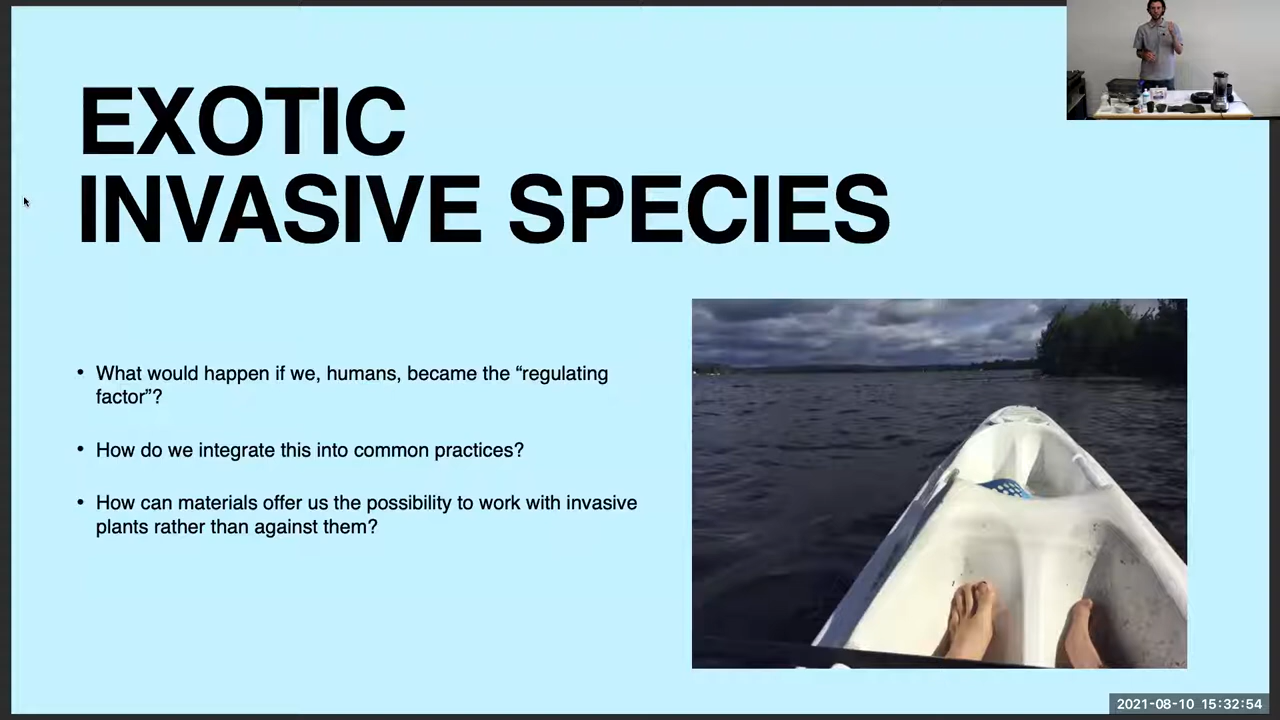 EXOTIC
INVASIVE SPECIES
• What would happen if we, humans, became the “regulating
factor”?
• How do we integrate this into common practices?
• How can materials offer us the possibility to work with invasive
plants rather than against them?
2021-08-10 15:32:54